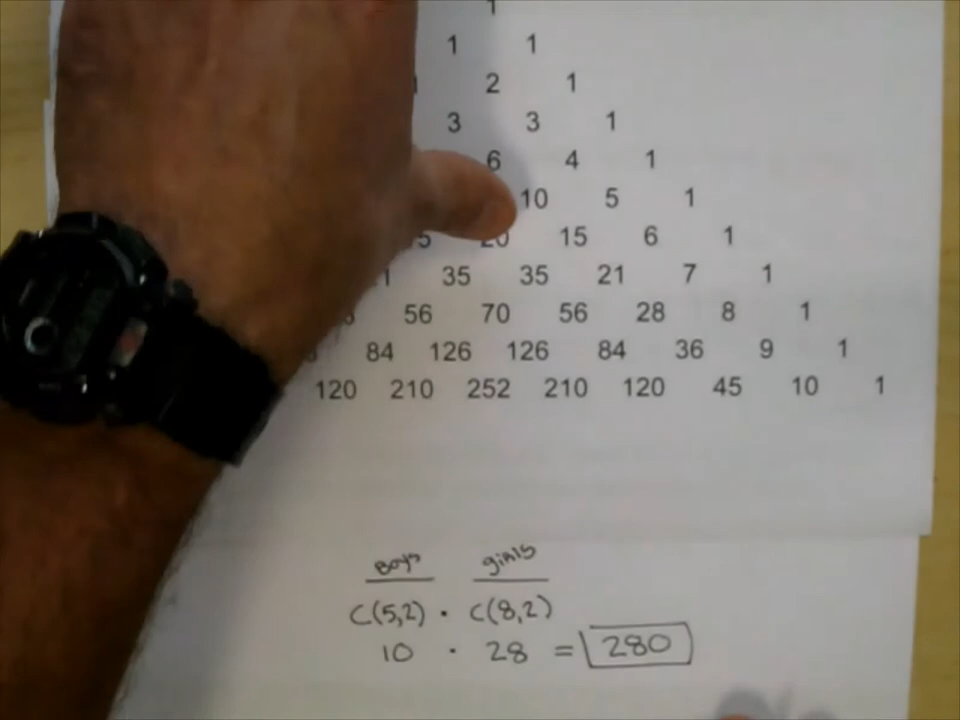 1
1 1
2 1
3 3 1
6 4 1
10 5 1
20 15 6 1
35 35 21 7 1
56 70 56 28 8 1
84 126 126 84 36 9 1
120 210 252 210 120 45 10 1
Boys girls
C(5,2) · C(8,2)
10 · 28 = 280